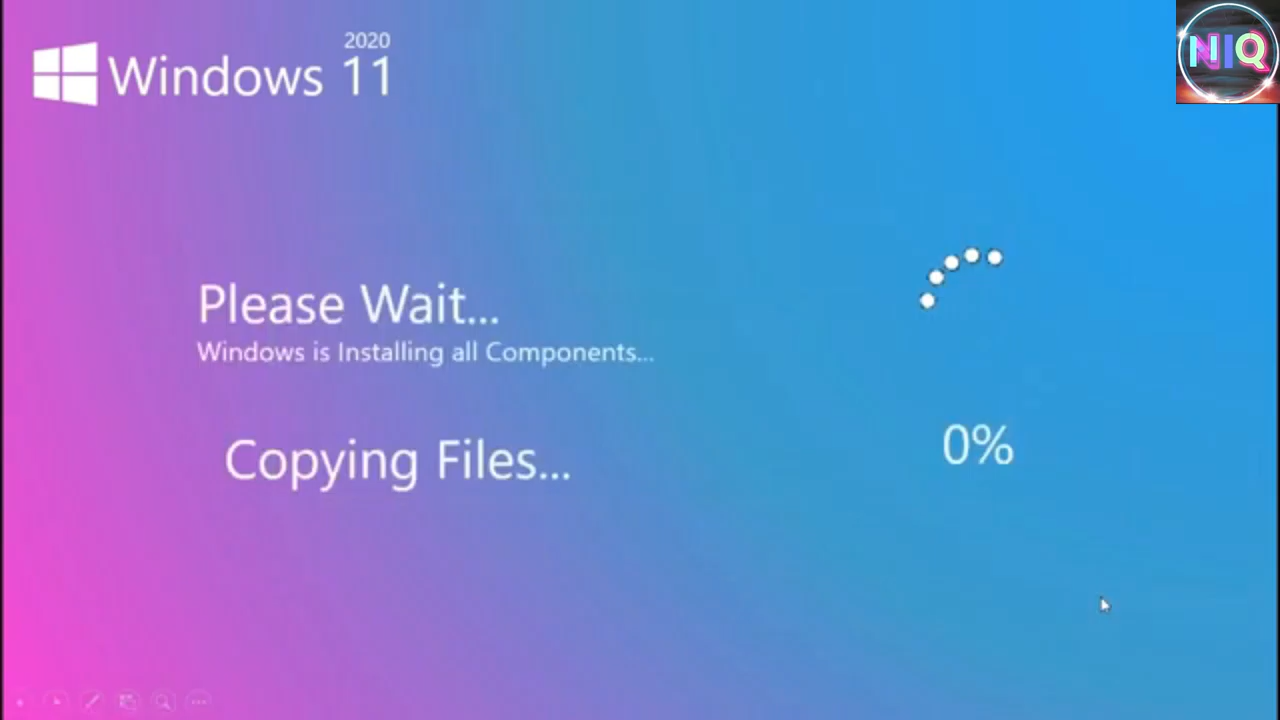 2020
Windows 11
NIQ
Please Wait...
Windows is Installing all Components...
Copying Files...
0%